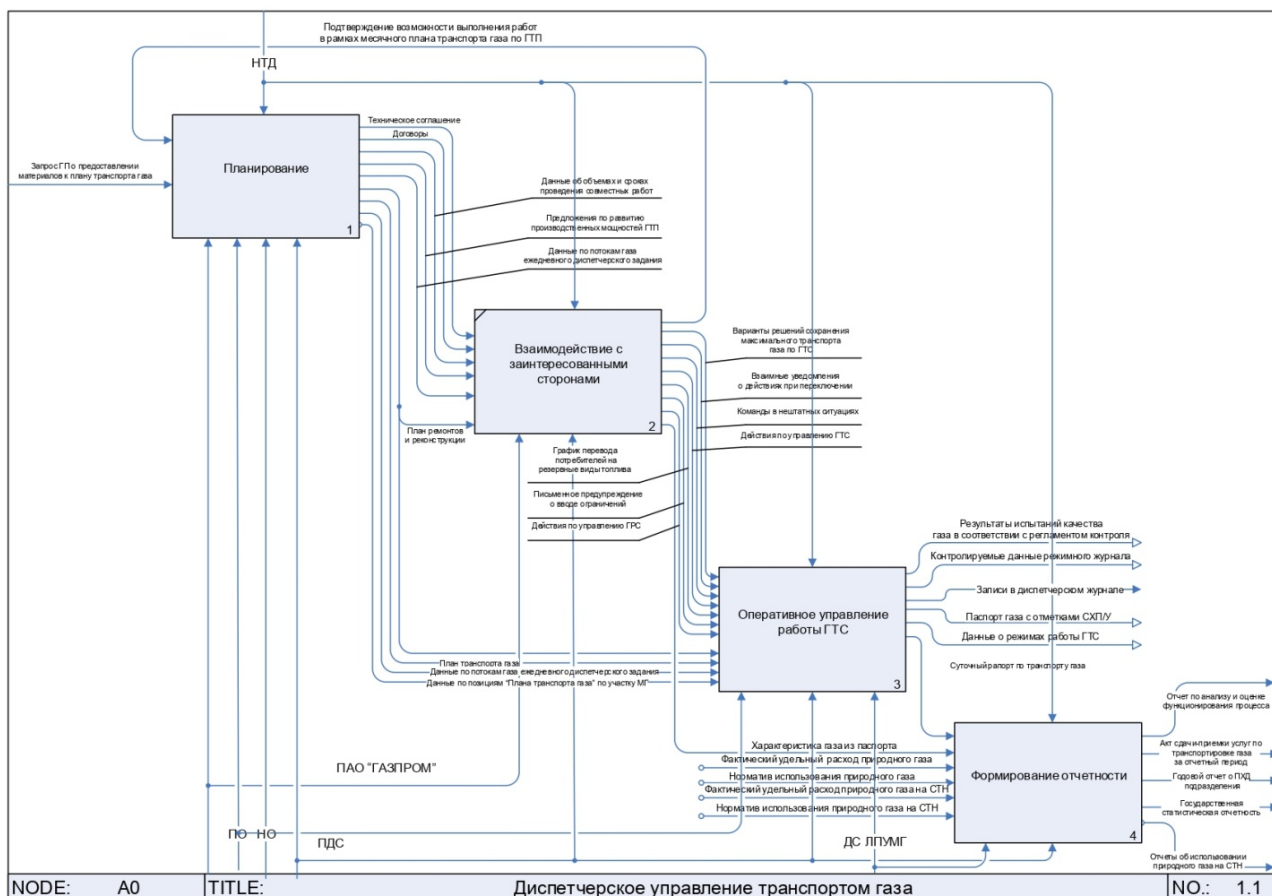 Подтверждение возможности выполнения работ
в рамках месячного плана транспорта газа по ГТП
НТД
Запрос ГП о предоставлении
материалов к плану транспорта газа
Планирование
1
Техническое соглашение
Договоры
Данные об объемах и сроках
проведения совместных работ
Предложения по развитию
производственных мощностей ГТП
Данные по потокам газа
ежедневного диспетчерского задания
Взаимодействие с
заинтересованными
сторонами
2
План ремонтов
и реконструкции
Варианты решений сохранения
максимального транспорта
газа по ГТС
Взаимные уведомления
о действиях при переключении
Команды в нештатных ситуациях
Действия по управлению ГТС
График перевода
потребителей на
резервные виды топлива
Письменное предупреждение
о вводе ограничений
Действия по управлению ГРС
Оперативное управление
работы ГТС
3
Результаты испытаний качества
газа в соответствии с регламентом контроля
Контролируемые данные режимного журнала
Записи в диспетчерском журнале
Паспорт газа с отметками СХЛ/У
Данные о режимах работы ГТС
Суточный рапорт по транспорту газа
План транспорта газа
Данные по потокам газа ежедневного диспетчерского задания
Данные по позициям "Плана транспорта газа" по участку МГ
Характеристика газа из паспорта
Фактический удельный расход природного газа
Норматив использования природного газа
Фактический удельный расход природного газа на СТН
Норматив использования природного газа на СТН
Формирование отчетности
4
Отчет по анализу и оценке
функционирования процесса
Акт сдачи-приемки услуг по
транспортировке газа
за отчетный период
Годовой отчет о ПХД
подразделения
Государственная
статистическая отчетность
Отчеты об использовании
природного газа на СТН
ПАО "ГАЗПРОМ"
ПО
НО
ПДС
ДС ЛПУМГ
NODE: A0
TITLE: Диспетчерское управление транспортом газа
NO.: 1.1